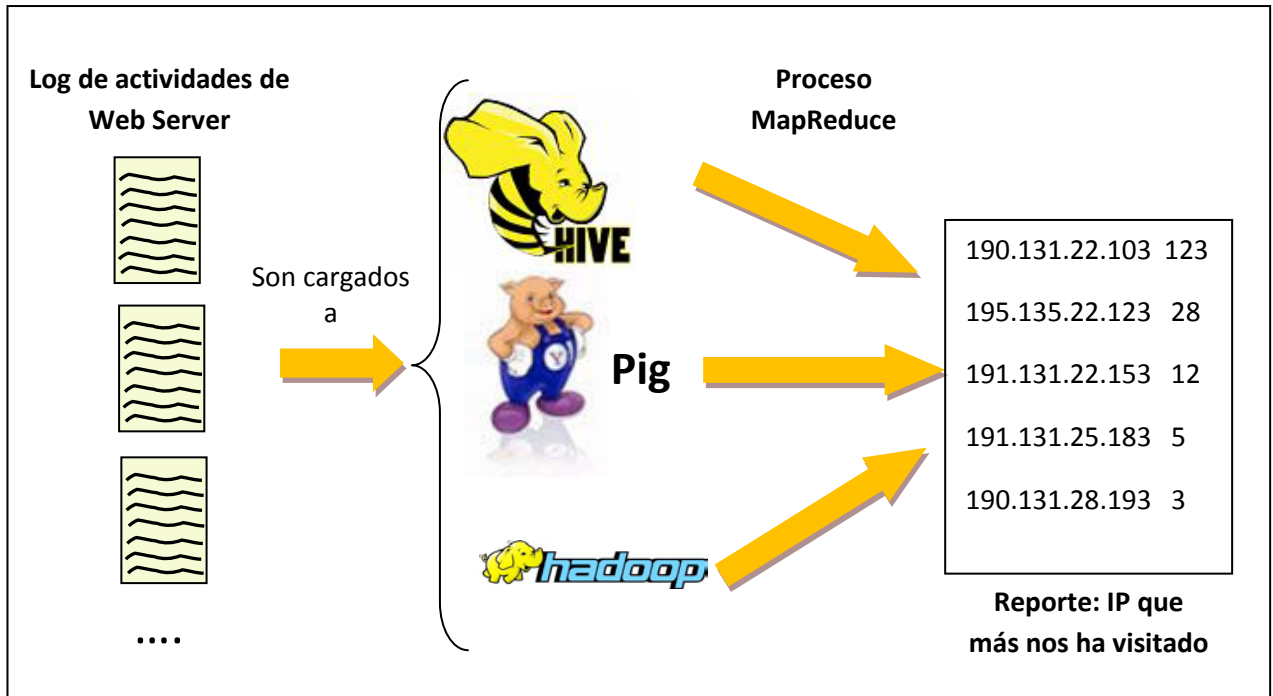 Log de actividades de
Web Server
Son cargados
a
HIVE
Pig
hadoop
Proceso
MapReduce
190.131.22.103 123
195.135.22.123 28
191.131.22.153 12
191.131.25.183 5
190.131.28.193 3
Reporte: IP que
más nos ha visitado
....